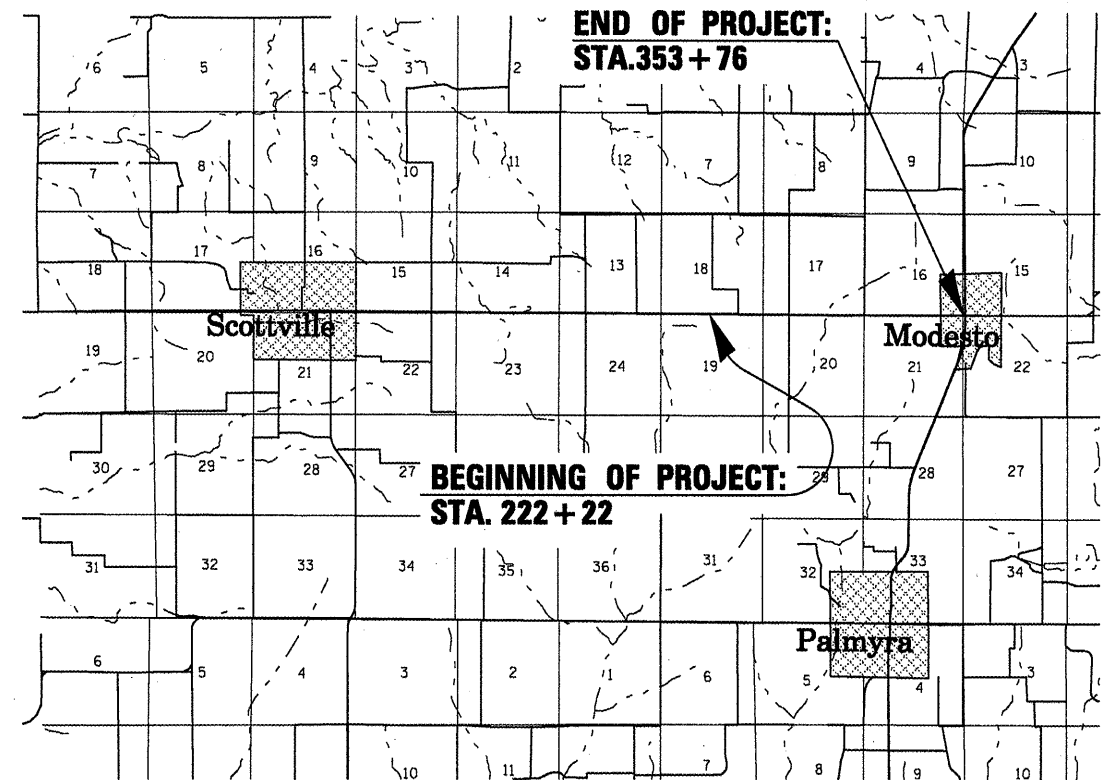 END OF PROJECT:
STA.353+76
6 5 4 3 2 4 3
7 8 9 10 11 12 7 8 9 10
18 17 16 15 14 13 18 17 16 15
Scottville
Modesto
19 20 21 22 23 24 19 20 21 22
30 29 28 27 29 28 27
BEGINNING OF PROJECT:
STA. 222+22
31 32 33 34 35 36 31 32 33 34
Palmyra
6 5 4 3 2 1 6 5 4 3
10 11 7 8 9 10